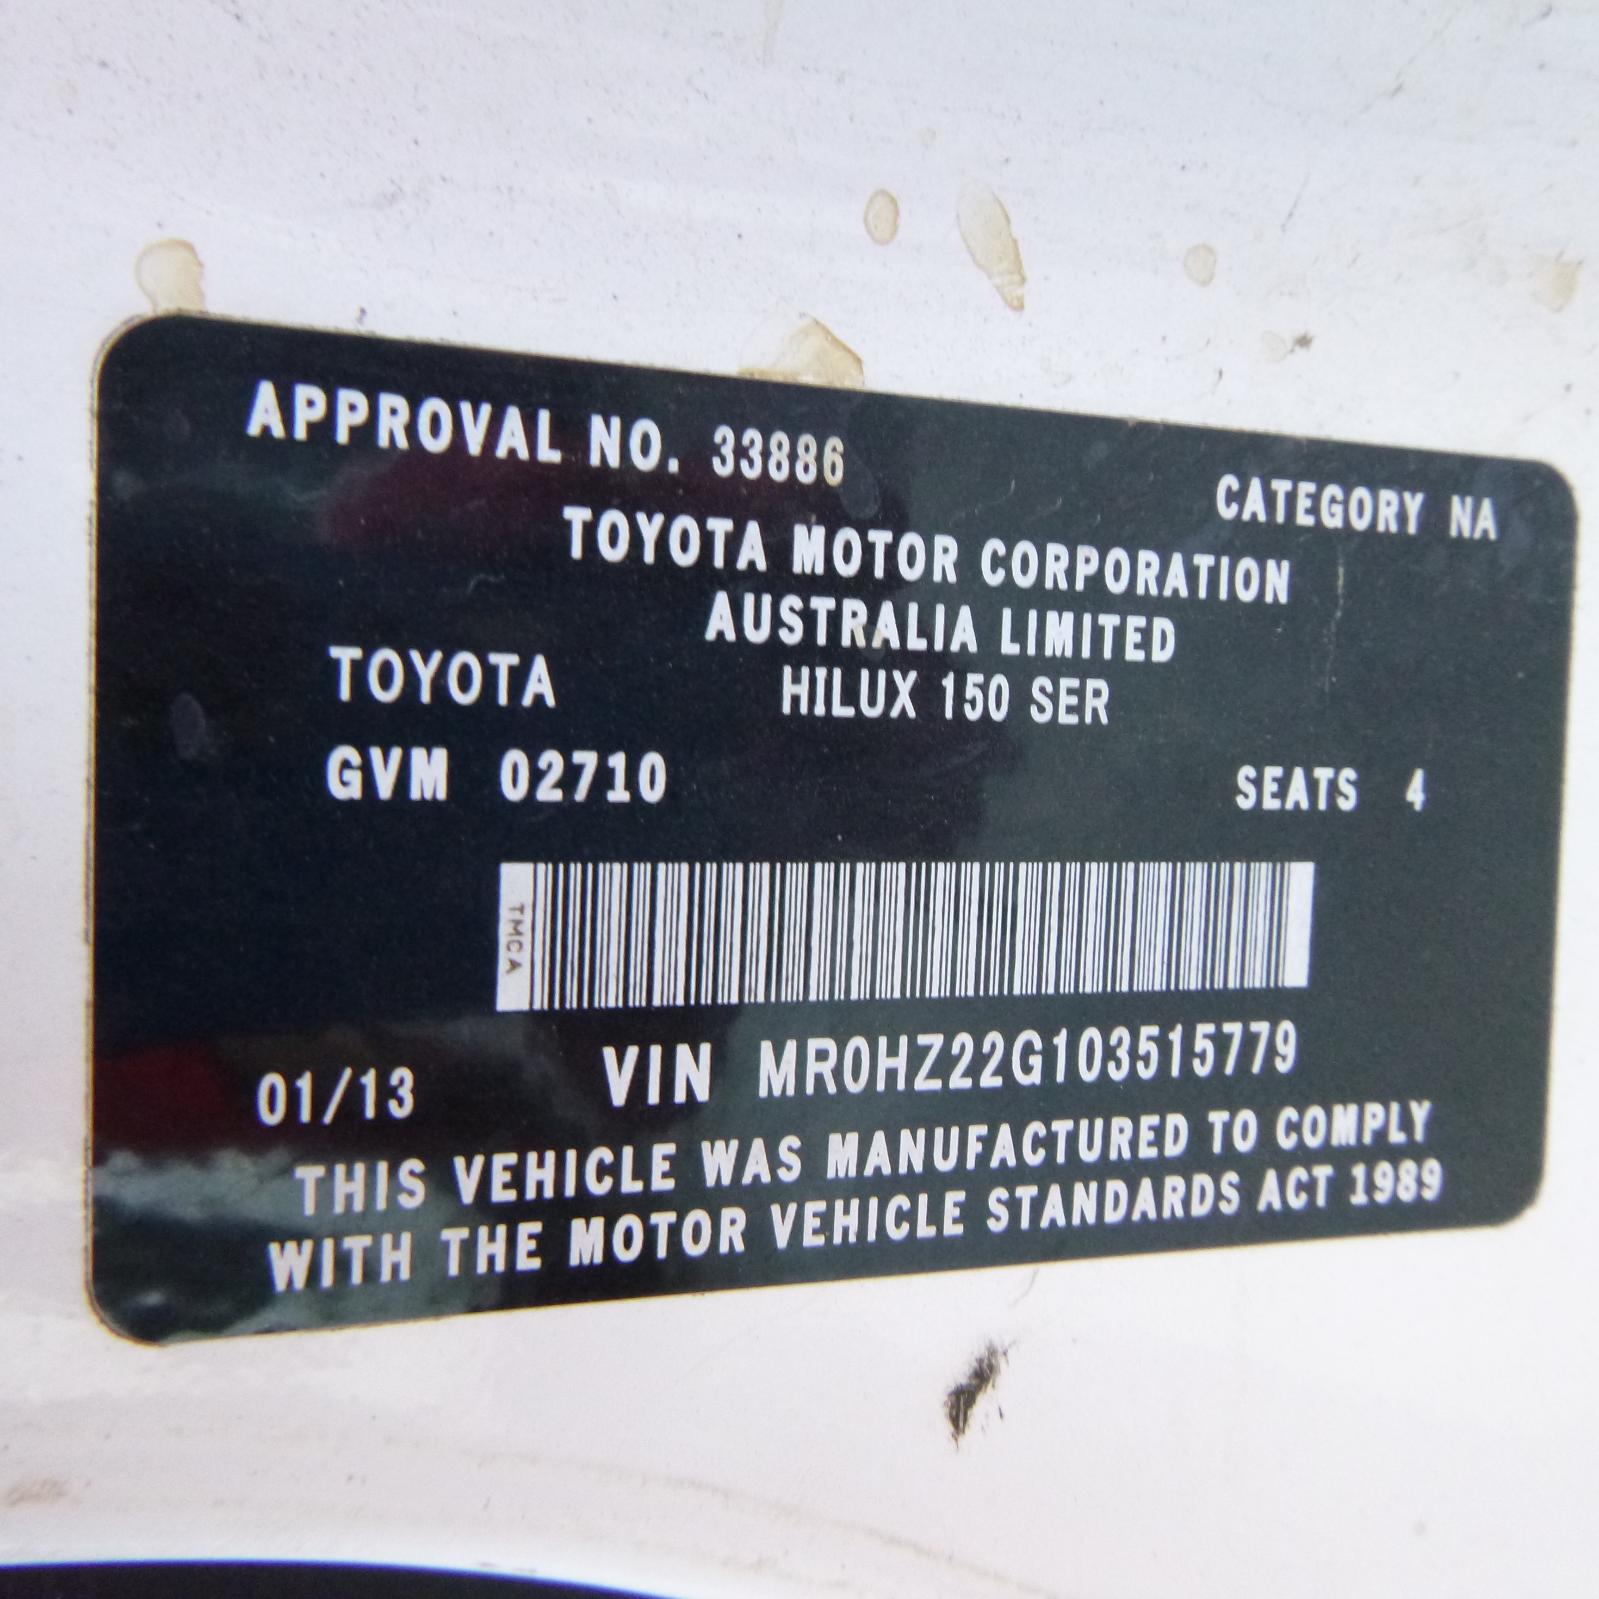 APPROVAL NO. 33886
CATEGORY NA
TOYOTA MOTOR CORPORATION
AUSTRALIA LIMITED
TOYOTA HILUX 150 SER
GVM 02710 SEATS 4
TMCA
01/13 VIN MR0HZ22G103515779
THIS VEHICLE WAS MANUFACTURED TO COMPLY
WITH THE MOTOR VEHICLE STANDARDS ACT 1989